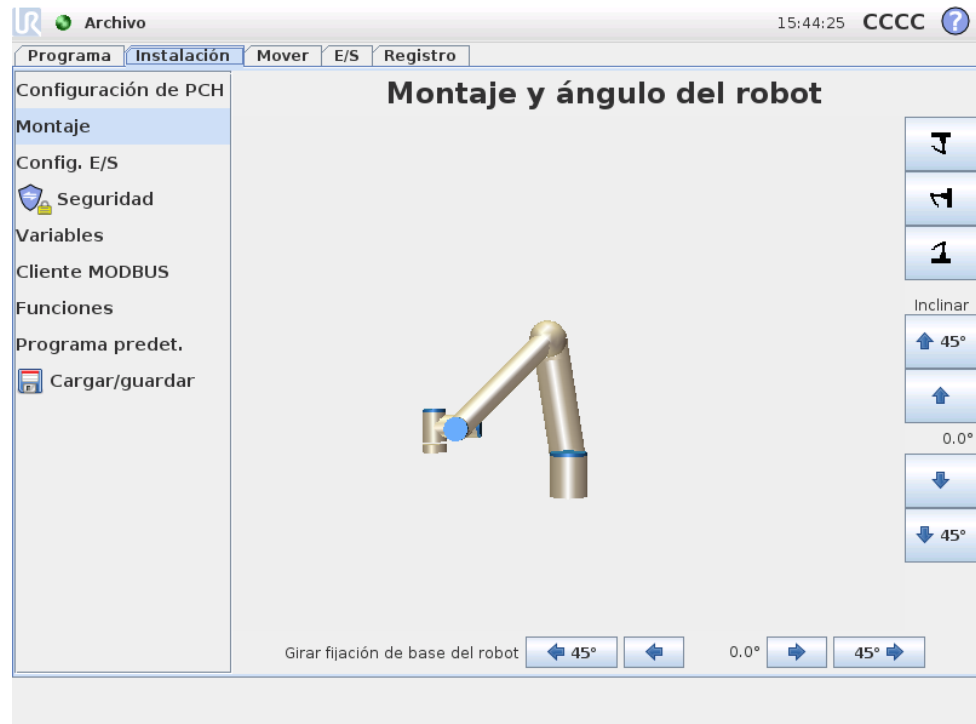 UR Archivo 15:44:25 CCCC ?
Programa Instalación Mover E/S Registro
Configuración de PCH
Montaje
Config. E/S
Seguridad
Variables
Cliente MODBUS
Funciones
Programa predet.
Cargar/guardar
Montaje y ángulo del robot
Inclinar
45°
0.0°
45°
Girar fijación de base del robot 45° 0.0° 45°